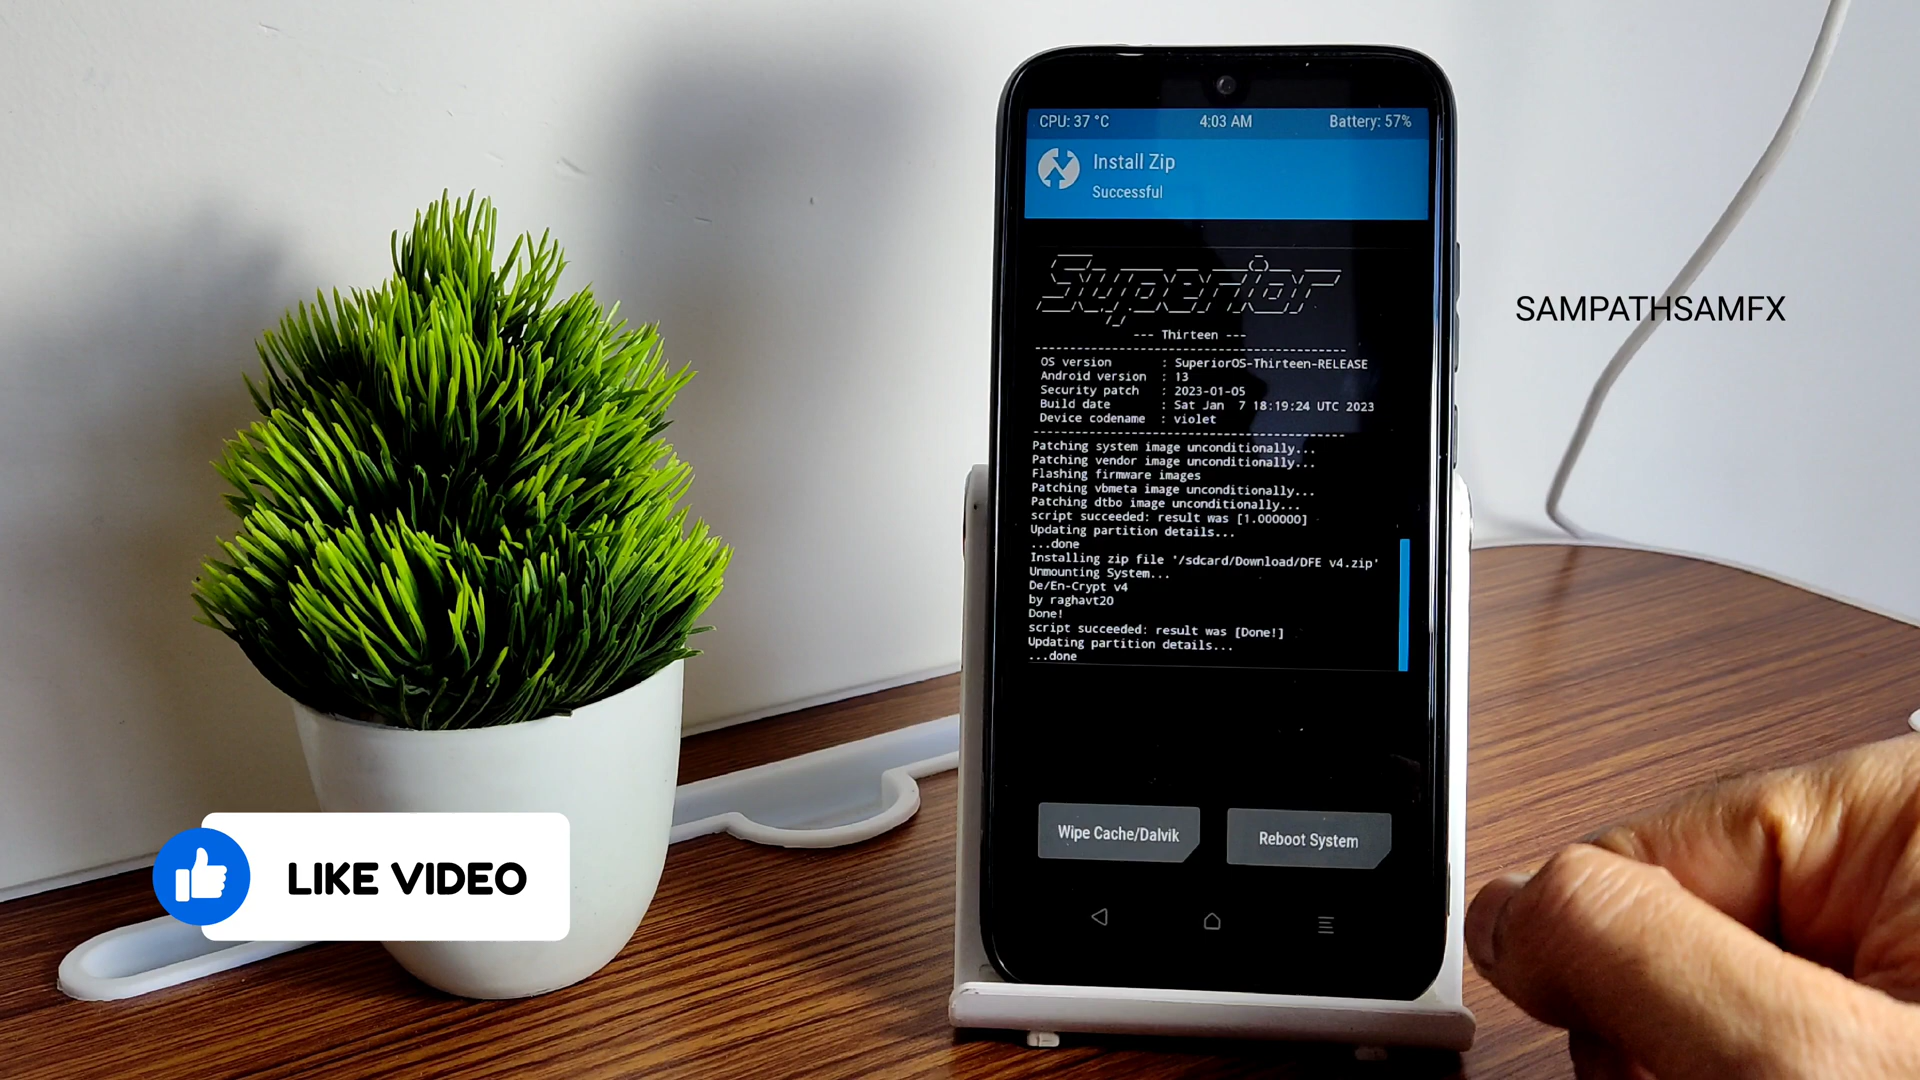 CPU: 37 °C 4:03 AM Battery: 57%
Install Zip
Successful
Superior
--- Thirteen ---
OS version : SuperiorOS-Thirteen-RELEASE
Android version : 13
Security patch : 2023-01-05
Build date : Sat Jan 7 18:19:24 UTC 2023
Device codename : violet
Patching system image unconditionally...
Patching vendor image unconditionally...
Flashing firmware images
Patching vbmeta image unconditionally...
Patching dtbo image unconditionally...
script succeeded: result was [1.000000]
Updating partition details...
...done
Installing zip file '/sdcard/Download/DFE v4.zip'
Unmounting System...
De/En-Crypt v4
by raghavt20
Done!
script succeeded: result was [Done!]
Updating partition details...
...done
Wipe Cache/Dalvik
Reboot System
SAMPATHSAMFX
LIKE VIDEO